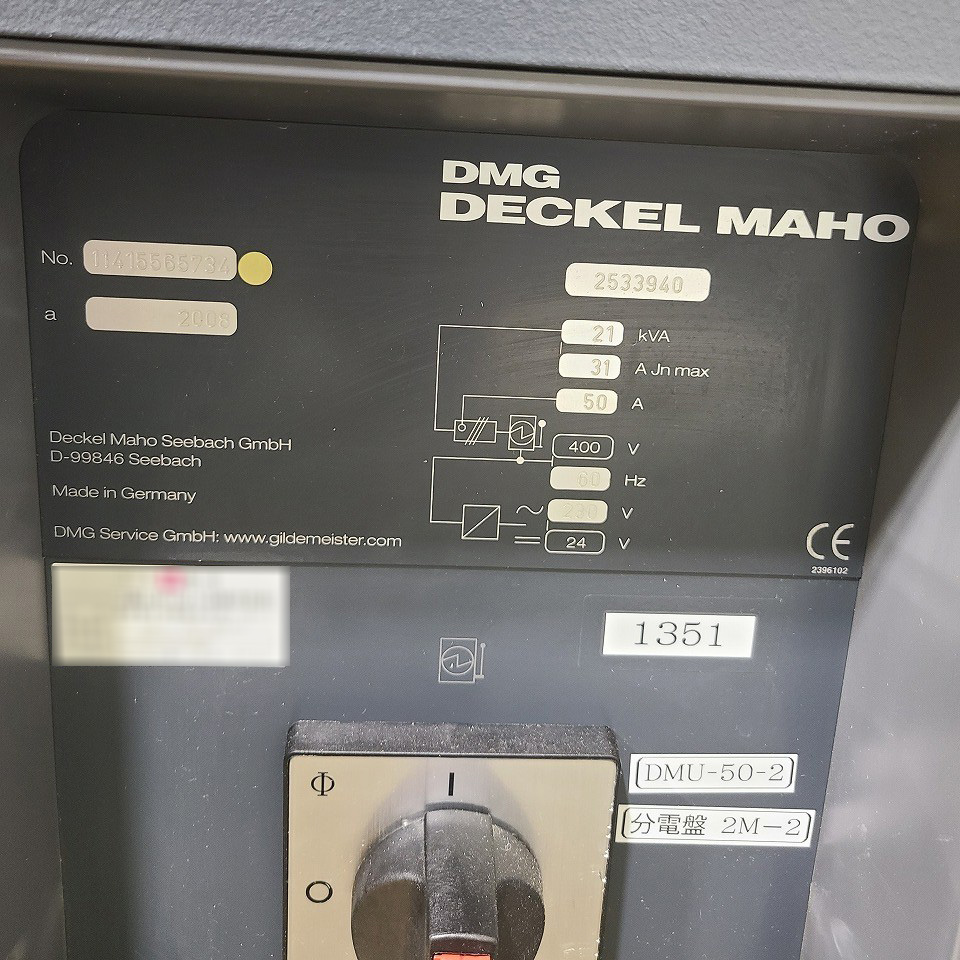 DMG
DECKEL MAHO
No.
2533940
a 2008
21 kVA
31 A Jn max
50 A
400 V
60 Hz
230 V
24 V
Deckel Maho Seebach GmbH
D-99846 Seebach
Made in Germany
DMG Service GmbH: www.gildemeister.com
CE
2396102
1351
DMU-50-2
分電盤 2M-2
Φ I
O